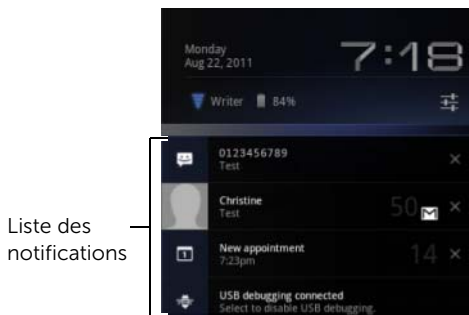 Monday
Aug 22, 2011
7:18
Writer 84%
0123456789
Test
Christine
Test
50
New appointment
7:23pm
14
USB debugging connected
Select to disable USB debugging.
Liste des
notifications